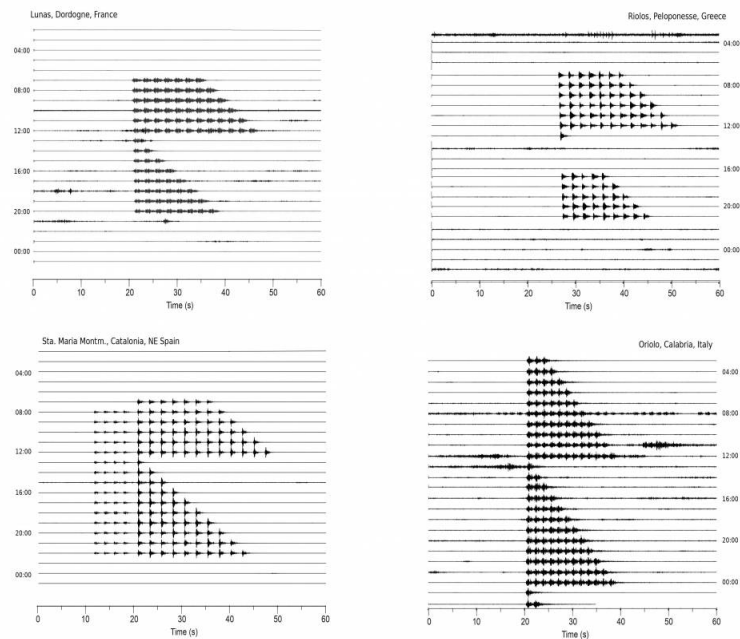 Lunas, Dordogne, France
04:00
08:00
12:00
16:00
20:00
00:00
0 10 20 30 40 50 60
Time (s)
Riolos, Peloponesse, Greece
04:00
08:00
12:00
16:00
20:00
00:00
0 10 20 30 40 50 60
Time (s)
Sta. Maria Montm., Catalonia, NE Spain
04:00
08:00
12:00
16:00
20:00
00:00
0 10 20 30 40 50 60
Time (s)
Oriolo, Calabria, Italy
04:00
08:00
12:00
16:00
20:00
00:00
0 10 20 30 40 50 60
Time (s)